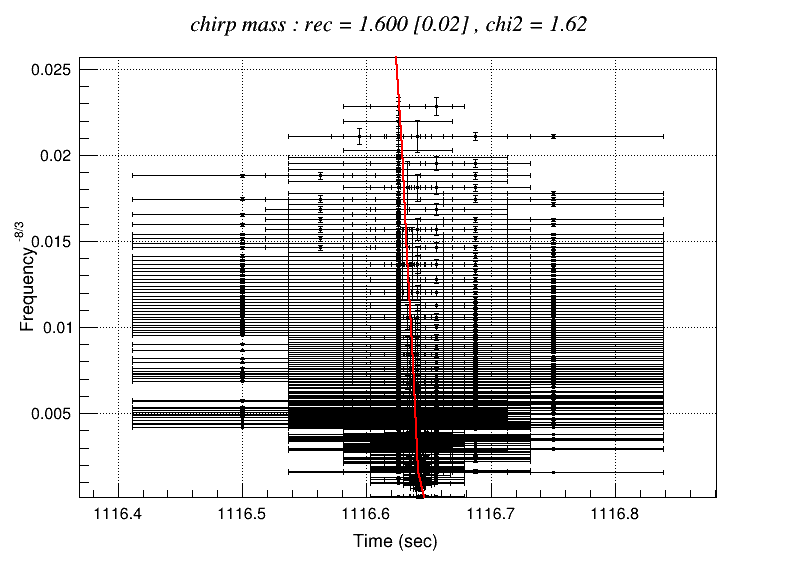 chirp mass : rec = 1.600 [0.02] , chi2 = 1.62
0.025
0.02
0.015
0.01
0.005
Frequency^-8/3
1116.4 1116.5 1116.6 1116.7 1116.8
Time (sec)